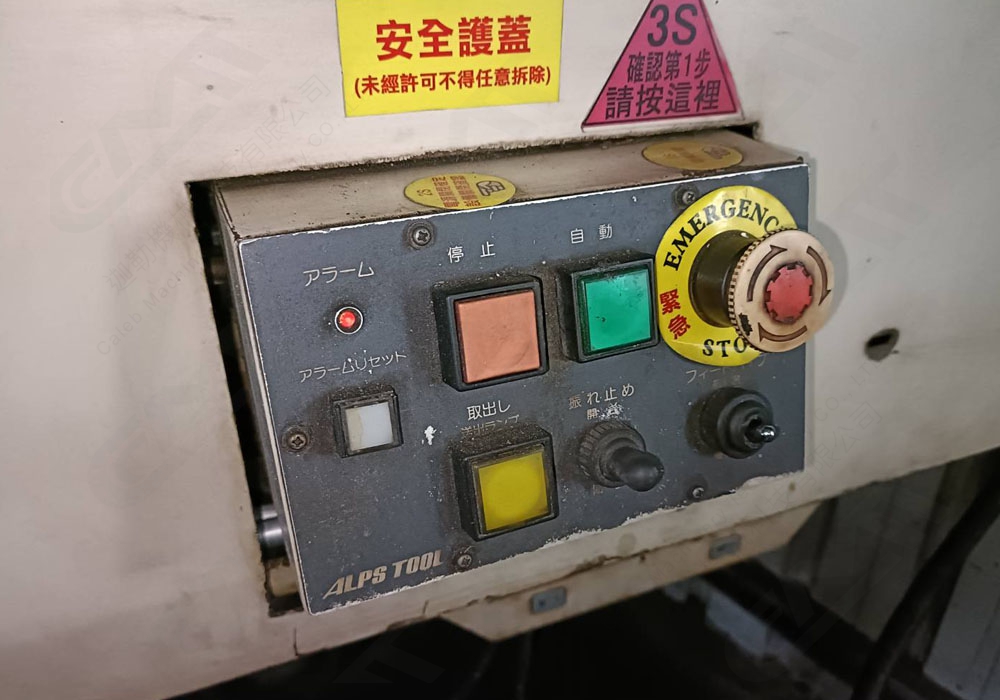 安全護蓋
(未經許可不得任意拆除)
3S
確認第1步
請按這裡
アラーム
停止
自動
EMERGENC
緊急
STO
アラームリセット
取出し
振れ止め
ALPS TOOL